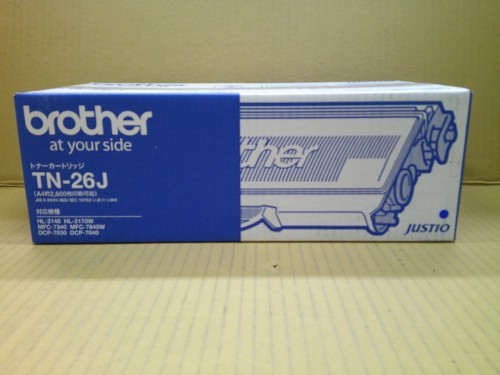 brother
at your side
トナーカートリッジ
TN-26J
(A4約2,600枚印刷可能)
対応機種
HL-2140 HL-2170W
MFC-7340 MFC-7840W
DCP-7030 DCP-7040
other
JUSTIO